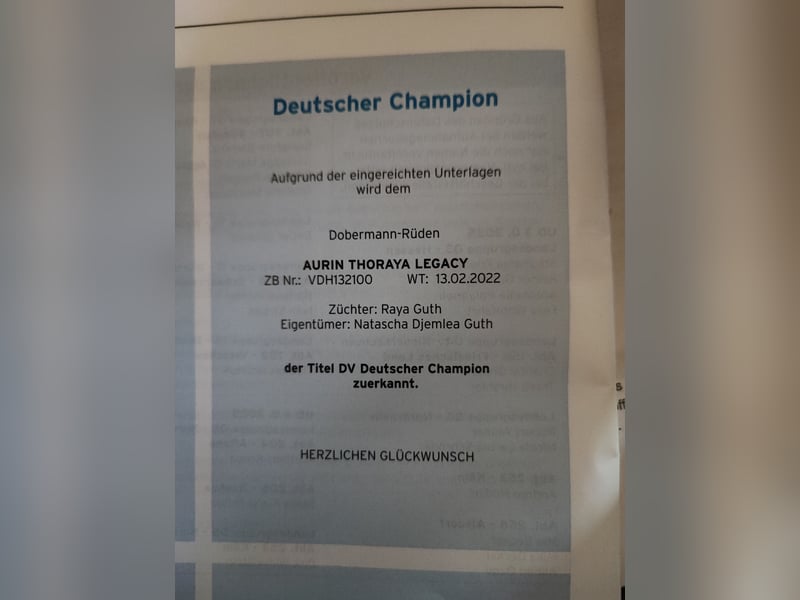 Deutscher Champion
Aufgrund der eingereichten Unterlagen
wird dem
Dobermann-Rüden
AURIN THORAYA LEGACY
ZB Nr.: VDH132100 WT: 13.02.2022
Züchter: Raya Guth
Eigentümer: Natascha Djemlea Guth
der Titel DV Deutscher Champion
zuerkannt.
HERZLICHEN GLÜCKWUNSCH